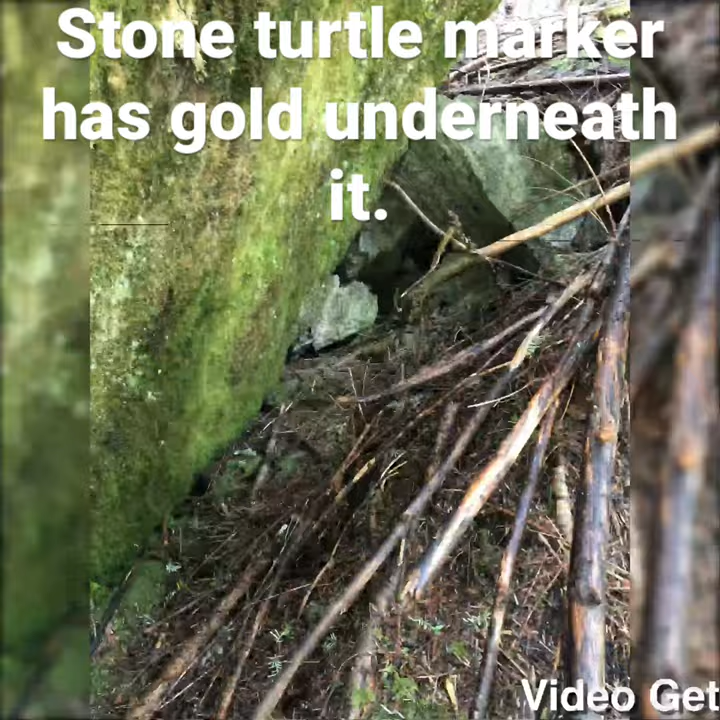 Stone turtle marker
has gold underneath
it.
Video Get